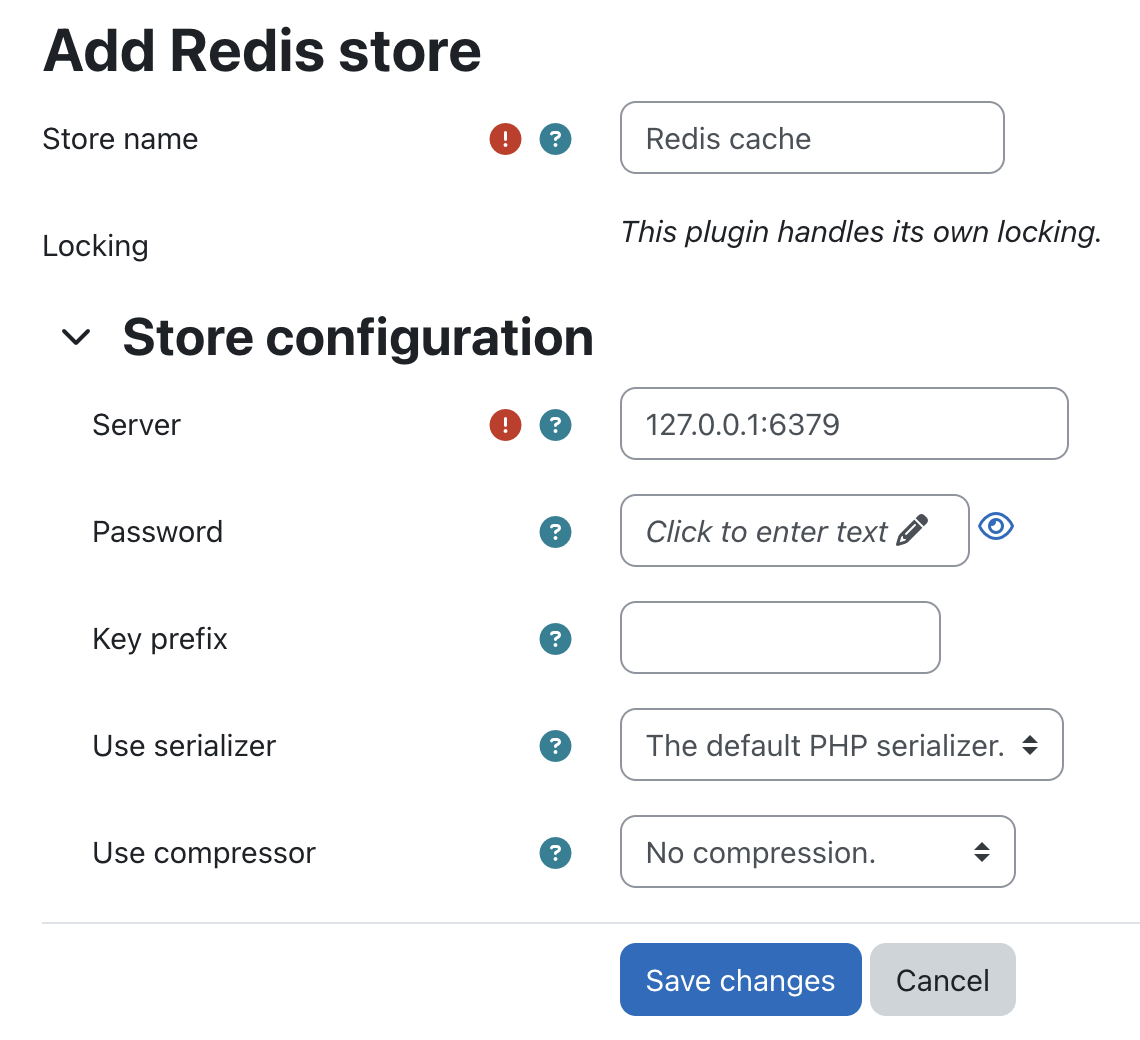 Add Redis store
Store name ! ? Redis cache
Locking This plugin handles its own locking.
Store configuration
Server ! ? 127.0.0.1:6379
Password ? Click to enter text
Key prefix ?
Use serializer ? The default PHP serializer.
Use compressor ? No compression.
Save changes Cancel